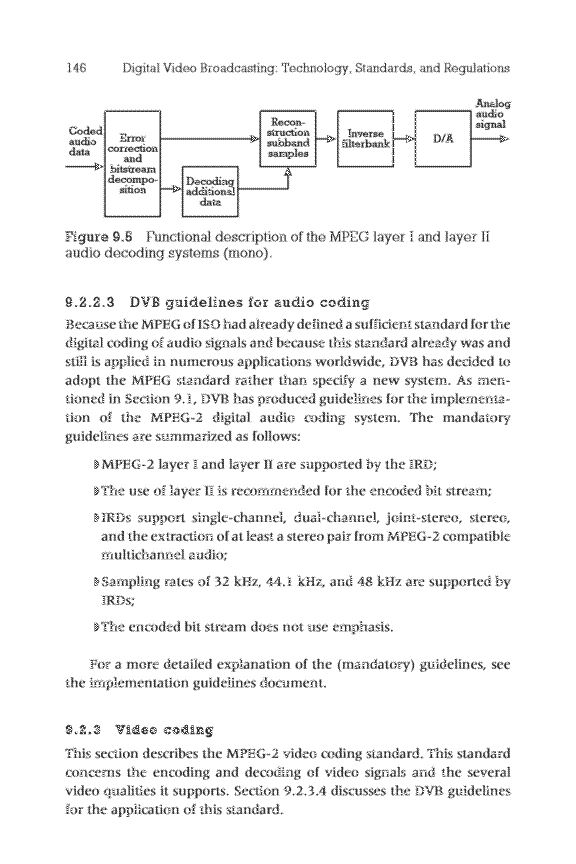 146 Digital Video Broadcasting: Technology, Standards, and Regulations
Coded
audio
data
Error
correction
and
bitstream
decompo-
sition
Decoding
additional
data
Recon-
struction
subband
samples
Inverse
filterbank
D/A
Analog
audio
signal
Figure 9.5 Functional description of the MPEG layer I and layer II
audio decoding systems (mono).
9.2.2.3 DVB guidelines for audio coding
Because the MPEG of ISO had already defined a sufficient standard for the
digital coding of audio signals and because this standard already was and
still is applied in numerous applications worldwide, DVB has decided to
adopt the MPEG standard rather than specify a new system. As men-
tioned in Section 9.1, DVB has produced guidelines for the implementa-
tion of the MPEG-2 digital audio coding system. The mandatory
guidelines are summarized as follows:
MPEG-2 layer I and layer II are supported by the IRD;
The use of layer II is recommended for the encoded bit stream;
IRDs support single-channel, dual-channel, joint-stereo, stereo,
and the extraction of at least a stereo pair from MPEG-2 compatible
multichannel audio;
Sampling rates of 32 kHz, 44.1 kHz, and 48 kHz are supported by
IRDs;
The encoded bit stream does not use emphasis.
For a more detailed explanation of the (mandatory) guidelines, see
the implementation guidelines document.
9.2.3 Video coding
This section describes the MPEG-2 video coding standard. This standard
concerns the encoding and decoding of video signals and the several
video qualities it supports. Section 9.2.3.4 discusses the DVB guidelines
for the application of this standard.